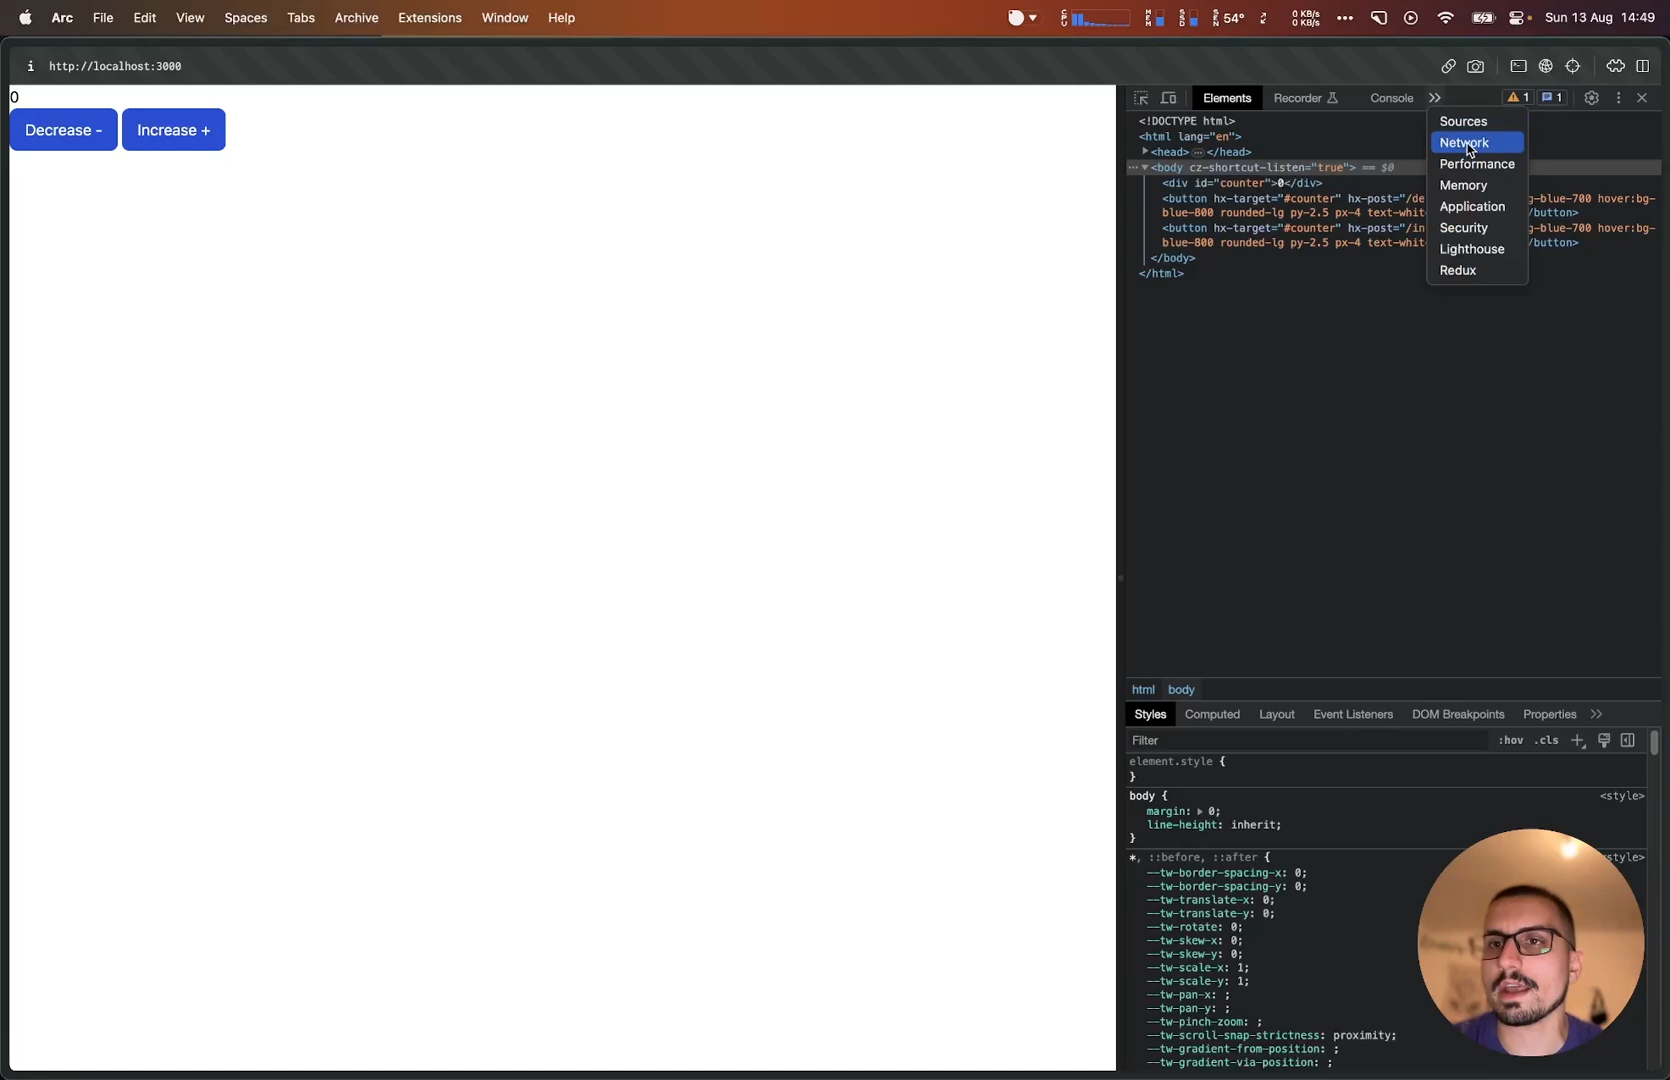 Arc File Edit View Spaces Tabs Archive Extensions Window Help CPU MEM SSD SEN 54° 0 KB/s 0 KB/s Sun 13 Aug 14:49
http://localhost:3000
0
Decrease - Increase +
Elements Recorder Console 1 1
Sources
Network
Performance
Memory
Application
Security
Lighthouse
Redux
<!DOCTYPE html>
<html lang="en">
<head> </head>
<body cz-shortcut-listen="true"> == $0
<div id="counter">0</div>
<button hx-target="#counter" hx-post="/de g-blue-700 hover:bg-
blue-800 rounded-lg py-2.5 px-4 text-whit /button>
<button hx-target="#counter" hx-post="/in g-blue-700 hover:bg-
blue-800 rounded-lg py-2.5 px-4 text-whit /button>
</body>
</html>
html body
Styles Computed Layout Event Listeners DOM Breakpoints Properties
Filter :hov .cls
element.style {
}
body { <style>
margin: 0;
line-height: inherit;
}
*, ::before, ::after { style>
--tw-border-spacing-x: 0;
--tw-border-spacing-y: 0;
--tw-translate-x: 0;
--tw-translate-y: 0;
--tw-rotate: 0;
--tw-skew-x: 0;
--tw-skew-y: 0;
--tw-scale-x: 1;
--tw-scale-y: 1;
--tw-pan-x: ;
--tw-pan-y: ;
--tw-pinch-zoom: ;
--tw-scroll-snap-strictness: proximity;
--tw-gradient-from-position: ;
--tw-gradient-via-position: ;